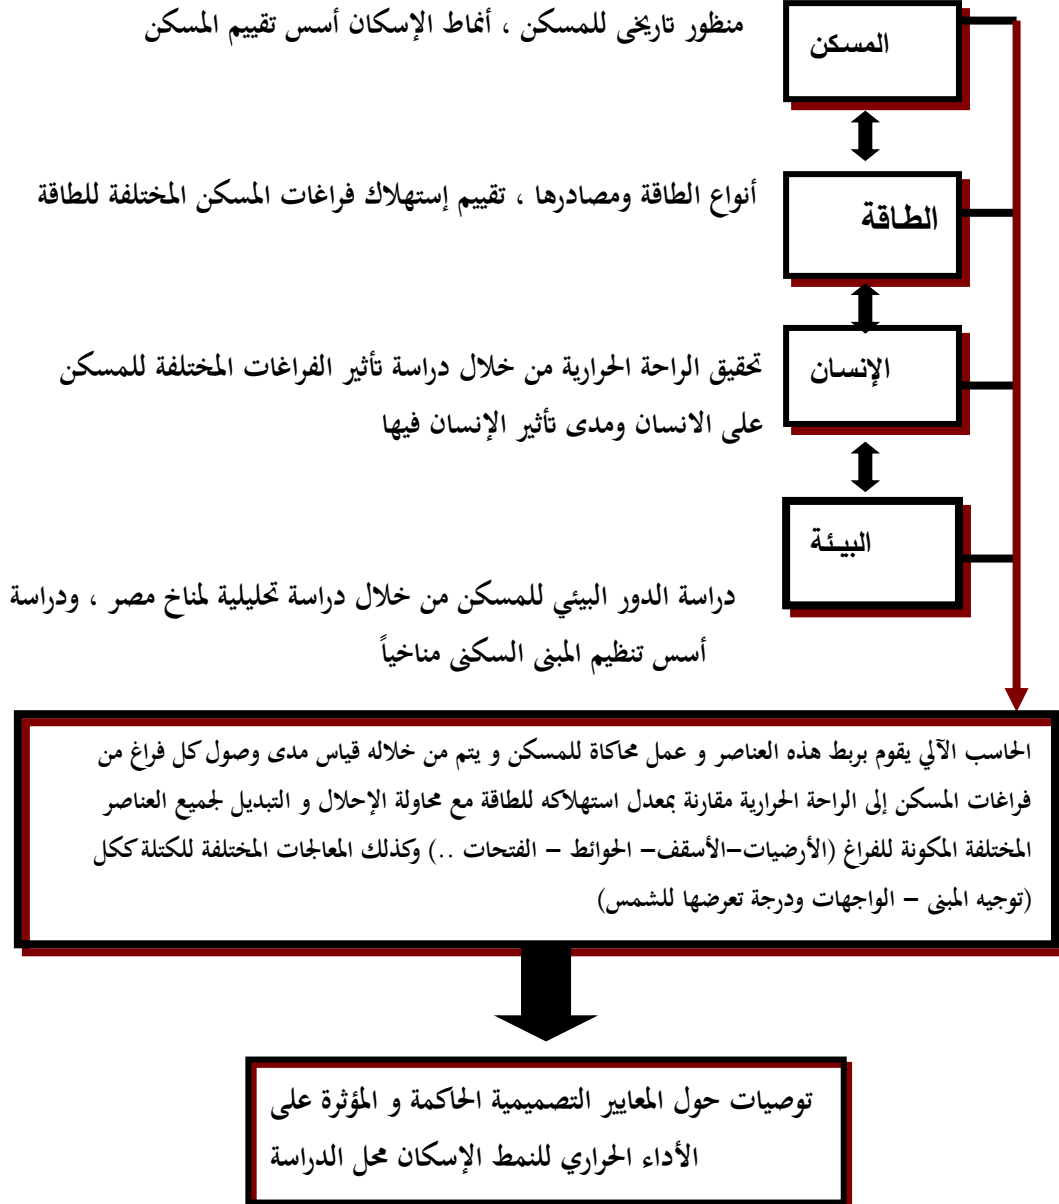 المسكن
منظور تاريخى للمسكن ، أنماط الإسكان أسس تقييم المسكن
الطاقة
أنواع الطاقة ومصادرها ، تقييم إستهلاك فراغات المسكن المختلفة للطاقة
الإنسان
تحقيق الراحة الحرارية من خلال دراسة تأثير الفراغات المختلفة للمسكن
على الانسان ومدى تأثير الإنسان فيها
البيئة
دراسة الدور البيئي للمسكن من خلال دراسة تحليلية لمناخ مصر ، ودراسة
أسس تنظيم المبنى السكنى مناخياً
الحاسب الآلي يقوم بربط هذه العناصر و عمل محاكاة للمسكن و يتم من خلاله قياس مدى وصول كل فراغ من
فراغات المسكن إلى الراحة الحرارية مقارنة بمعدل استهلاكه للطاقة مع محاولة الإحلال و التبديل لجميع العناصر
المختلفة المكونة للفراغ (الأرضيات–الأسقف– الحوائط – الفتحات ..) وكذلك المعالجات المختلفة للكتلة ككل
(توجيه المبنى – الواجهات ودرجة تعرضها للشمس)
توصيات حول المعايير التصميمية الحاكمة و المؤثرة على
الأداء الحراري للنمط الإسكان محل الدراسة